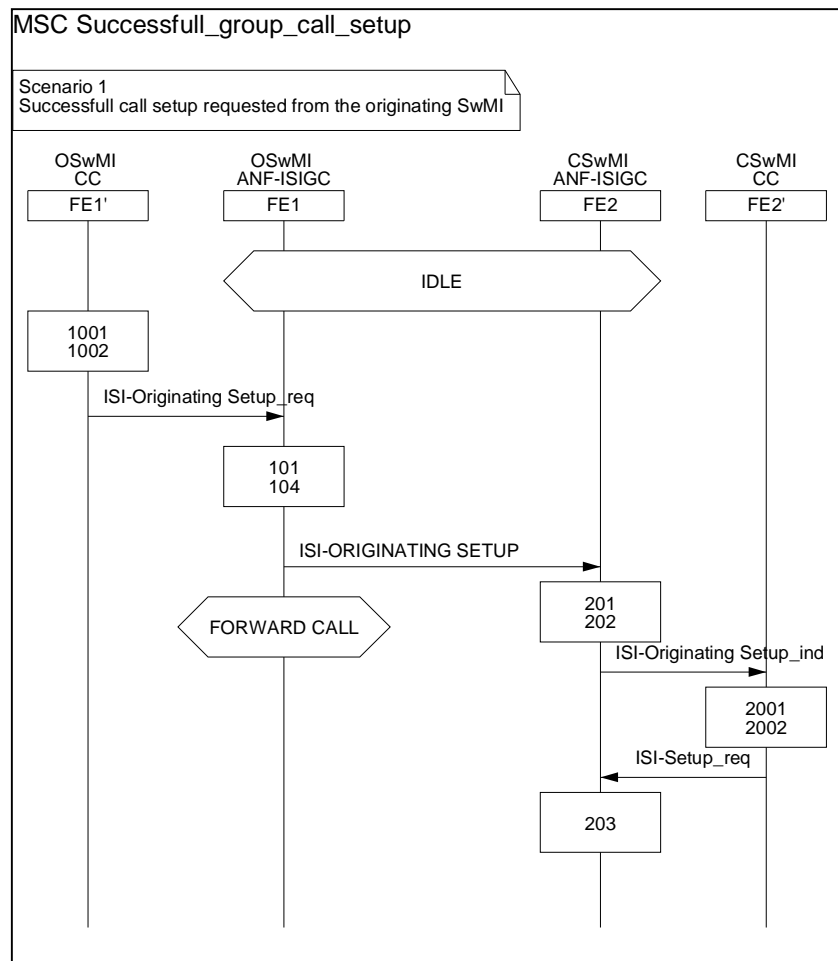 MSC Successfull_group_call_setup
Scenario 1
Successfull call setup requested from the originating SwMI
OSwMI
CC
OSwMI
ANF-ISIGC
CSwMI
ANF-ISIGC
CSwMI
CC
FE1'
FE1
FE2
FE2'
IDLE
1001
1002
ISI-Originating Setup_req
101
104
ISI-ORIGINATING SETUP
201
202
FORWARD CALL
ISI-Originating Setup_ind
2001
2002
ISI-Setup_req
203